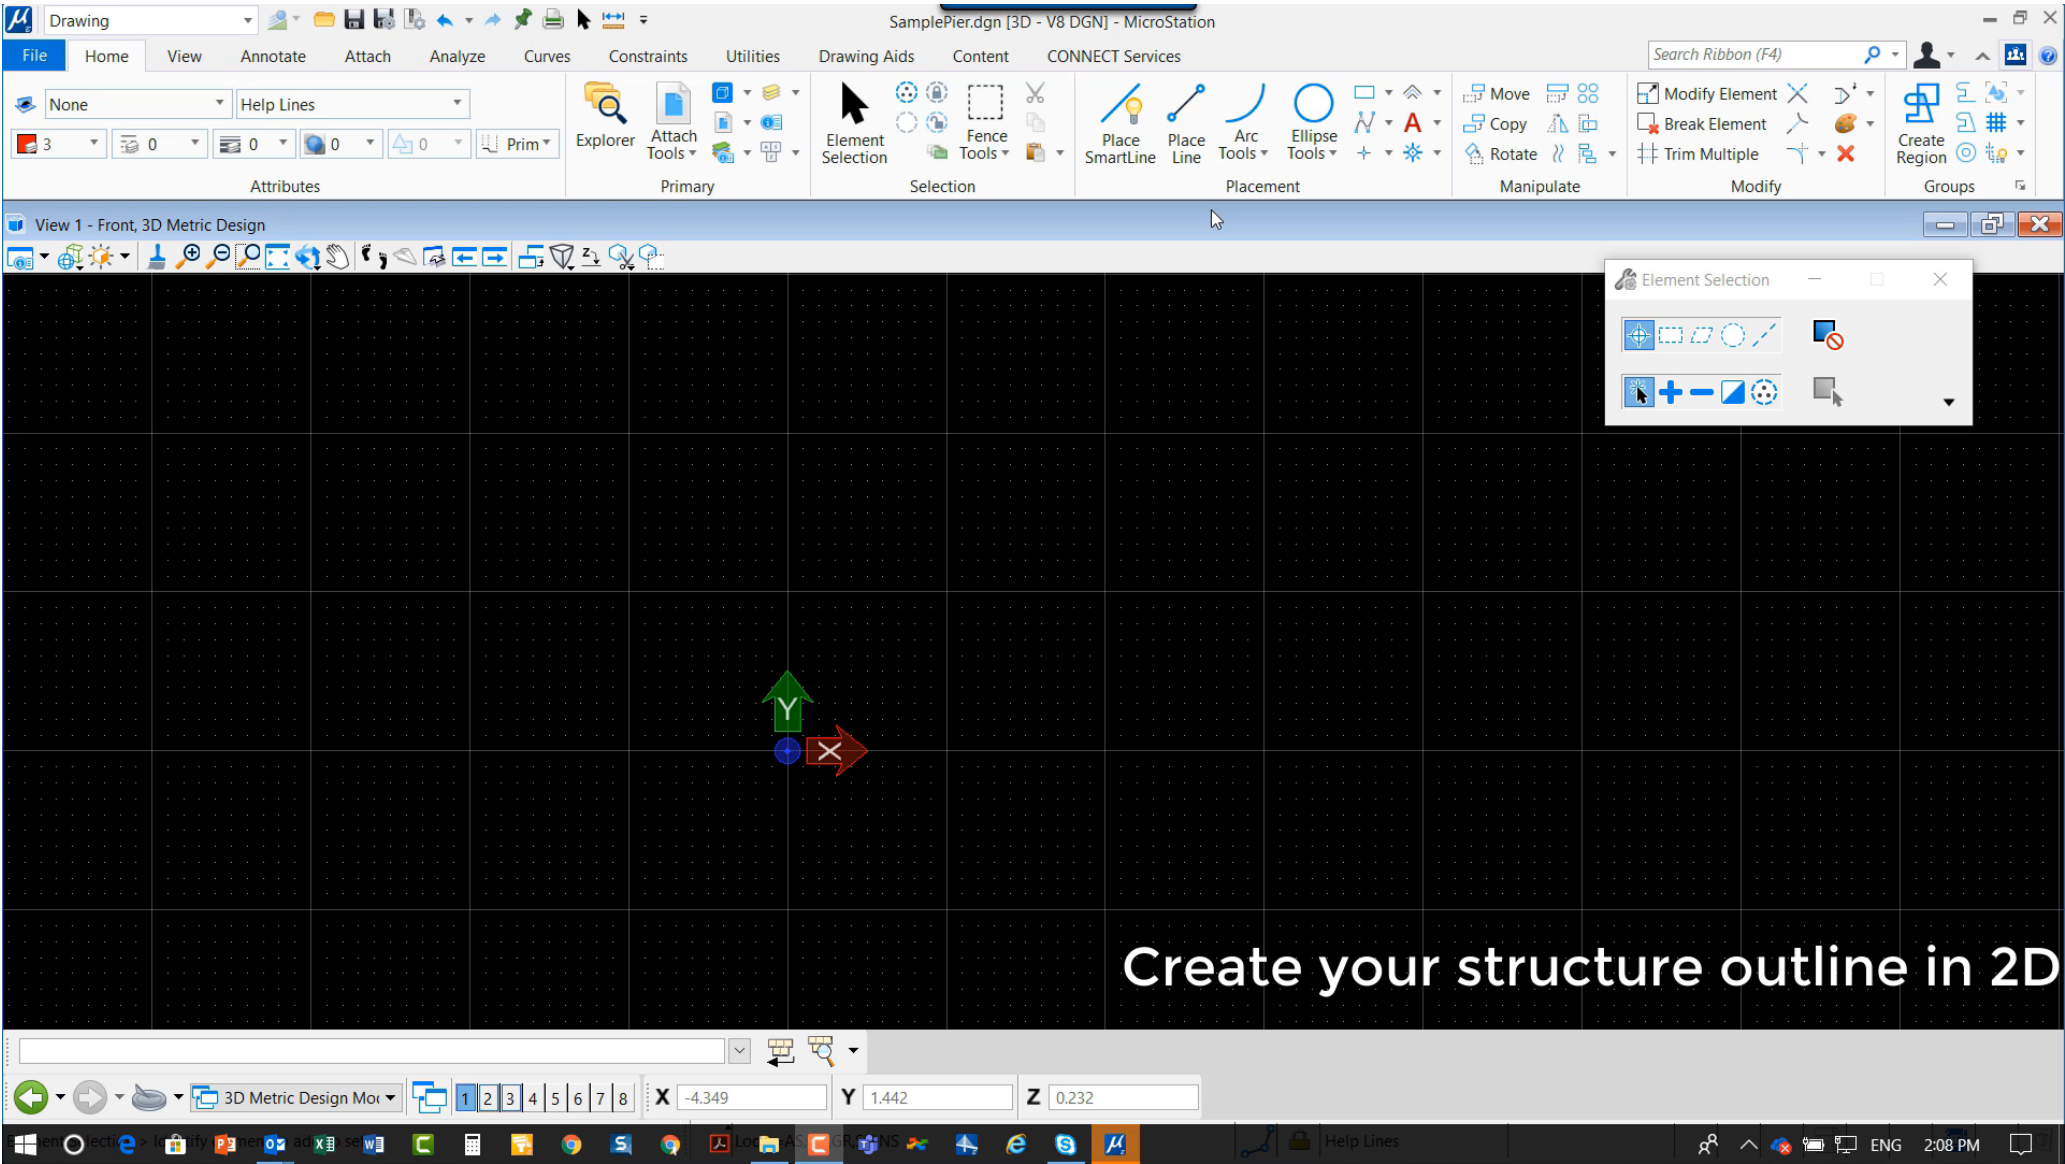 Drawing
SamplePier.dgn [3D - V8 DGN] - MicroStation
File Home View Annotate Attach Analyze Curves Constraints Utilities Drawing Aids Content CONNECT Services
Search Ribbon (F4)
None Help Lines
3 0 0 0 0 Prim
Attributes
Explorer
Attach
Tools
Primary
Element
Selection
Fence
Tools
Selection
Place
SmartLine
Place
Line
Arc
Tools
Ellipse
Tools
Placement
Move
Copy
Rotate
Manipulate
Modify Element
Break Element
Trim Multiple
Modify
Create
Region
Groups
View 1 - Front, 3D Metric Design
Element Selection
Y
X
Create your structure outline in 2D
3D Metric Design Mo
1 2 3 4 5 6 7 8
X -4.349 Y 1.442 Z 0.232
Help Lines
ENG 2:08 PM